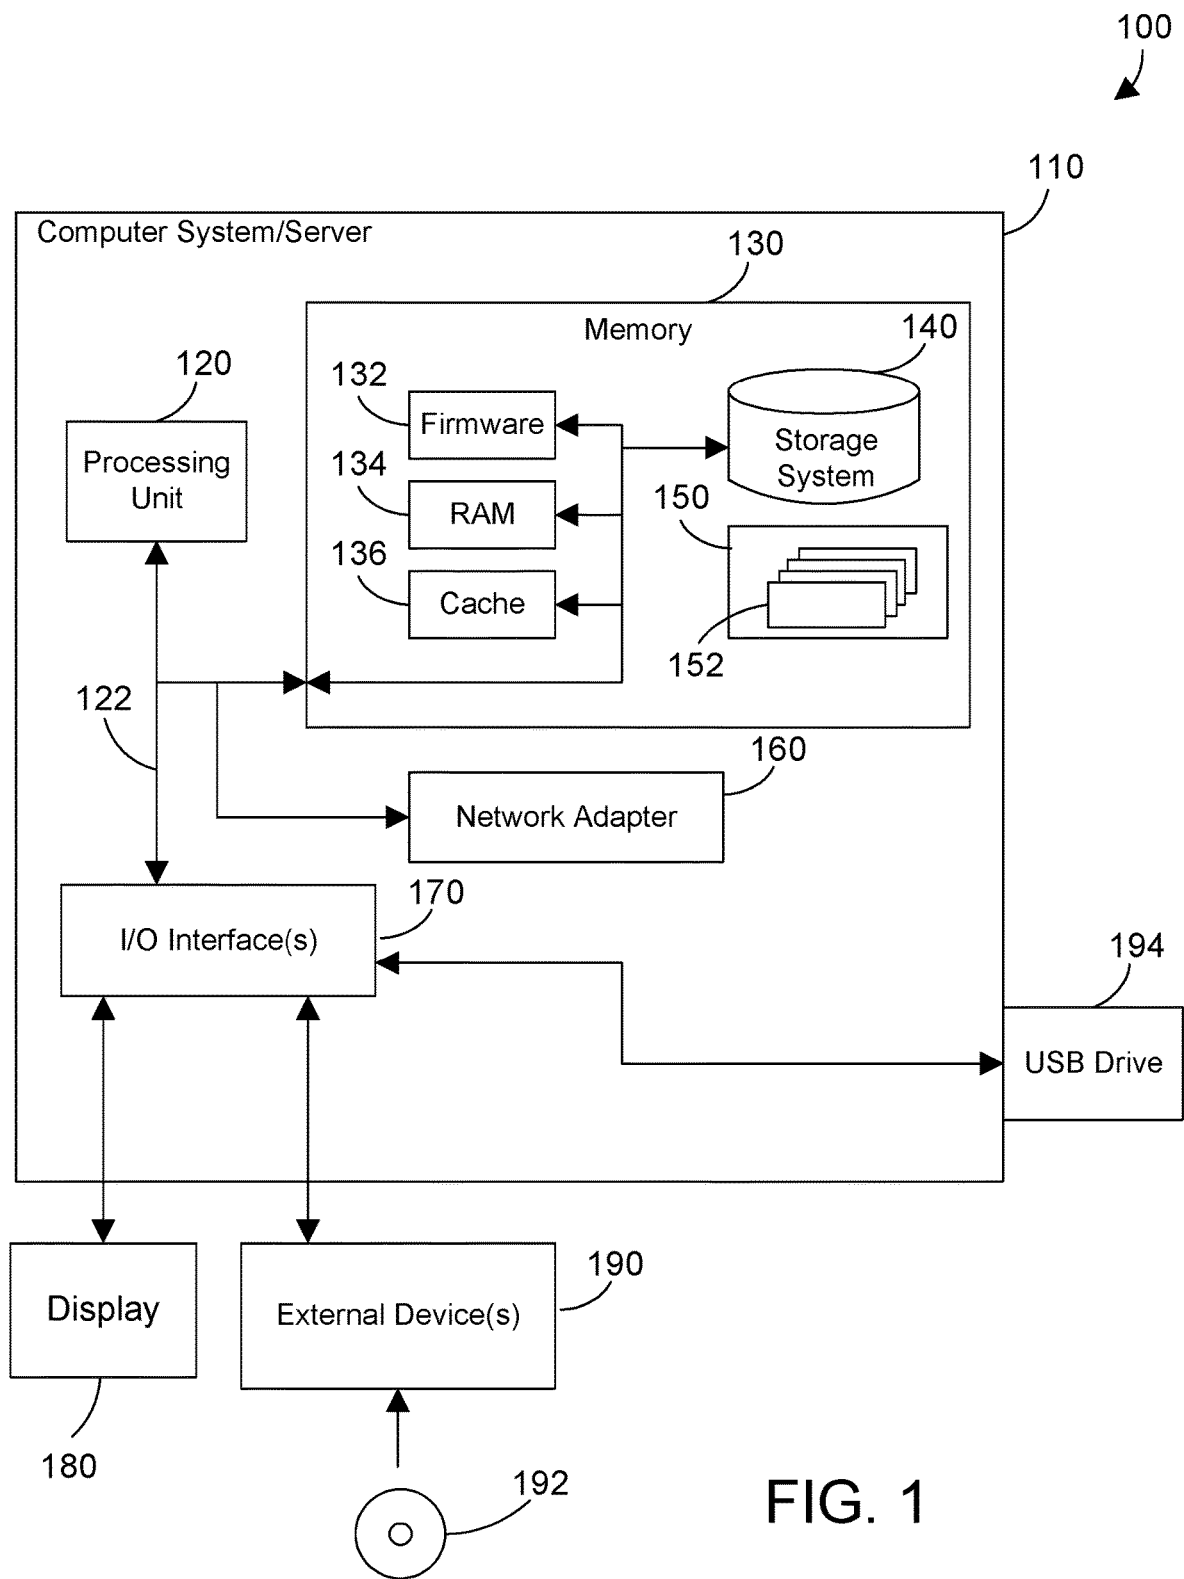 100
110
Computer System/Server
130
Memory
140
120
132
Firmware
Processing
Unit
Storage
System
134
RAM
150
136
Cache
152
122
160
Network Adapter
170
I/O Interface(s)
194
USB Drive
190
Display
External Device(s)
180
192
FIG. 1